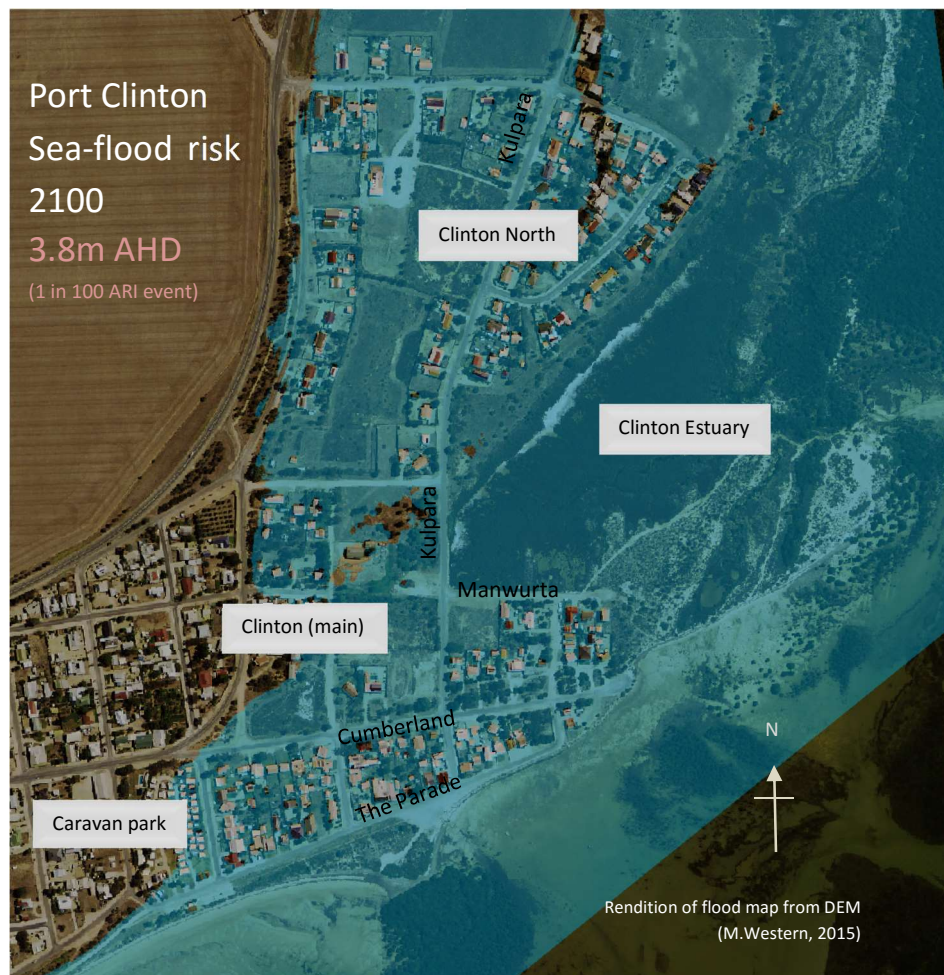 Port Clinton
Sea-flood risk
2100
3.8m AHD
(1 in 100 ARI event)
Kulpara
Clinton North
Clinton Estuary
Kulpara
Manwurta
Clinton (main)
Cumberland
N
The Parade
Caravan park
Rendition of flood map from DEM
(M.Western, 2015)